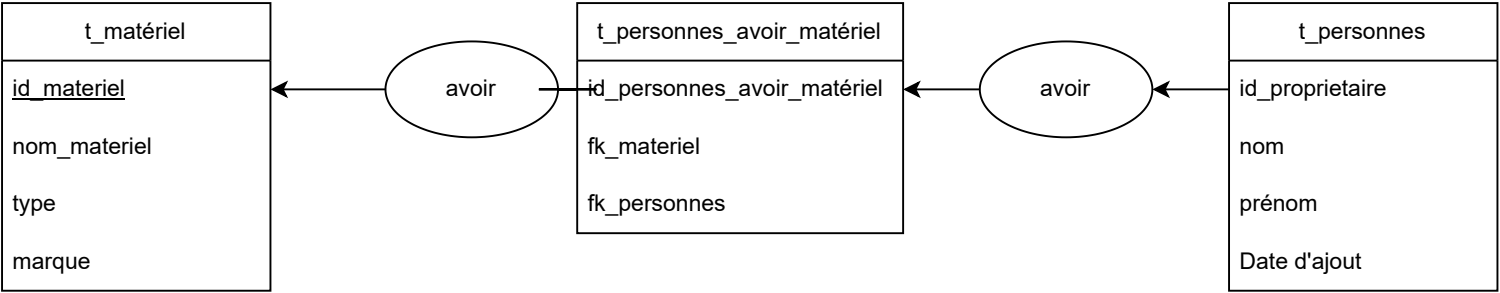 t_matériel
id_materiel
nom_materiel
type
marque
avoir
t_personnes_avoir_matériel
id_personnes_avoir_matériel
fk_materiel
fk_personnes
avoir
t_personnes
id_proprietaire
nom
prénom
Date d'ajout